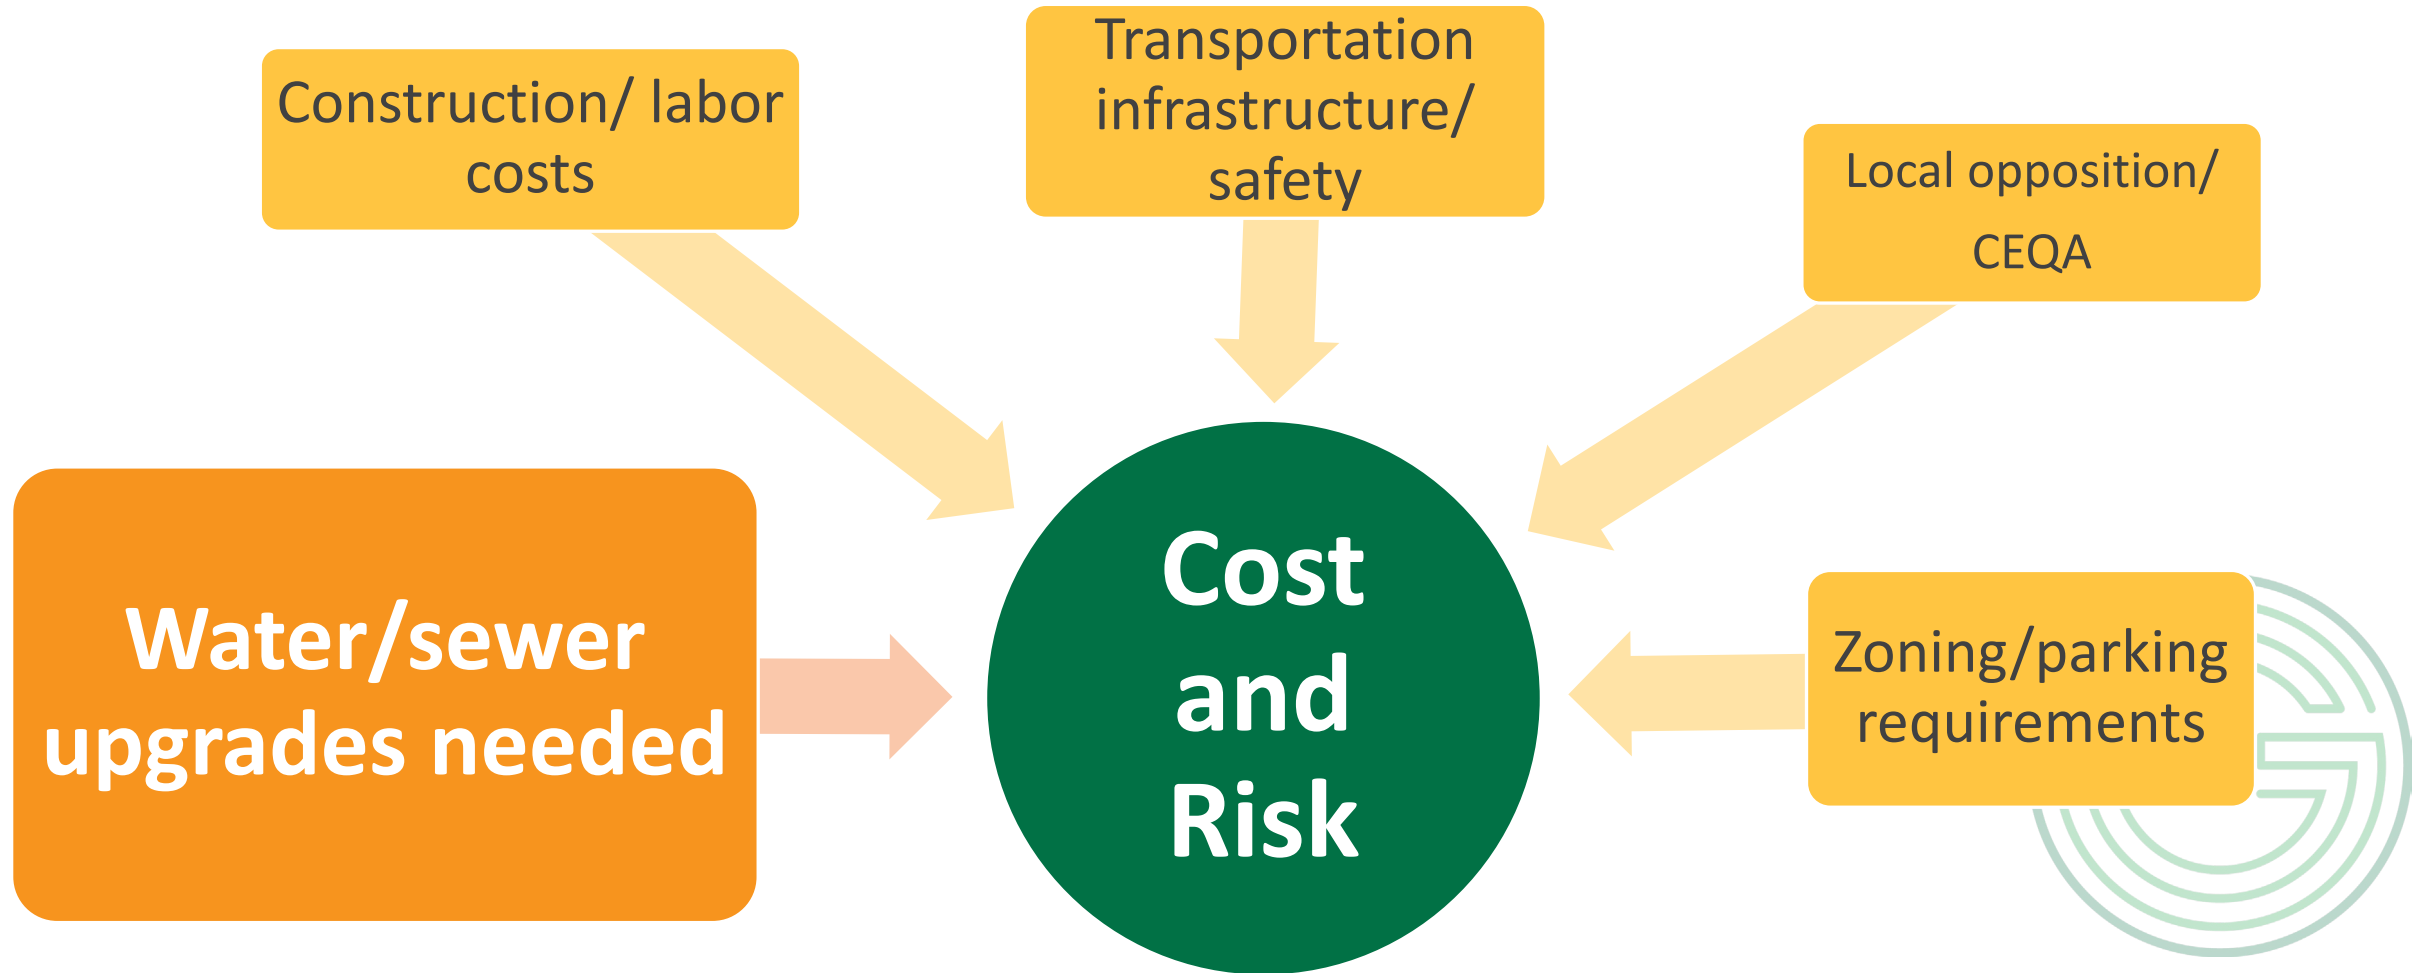 Construction/ labor
costs
Transportation
infrastructure/
safety
Local opposition/
CEQA
Water/sewer
upgrades needed
Cost
and
Risk
Zoning/parking
requirements